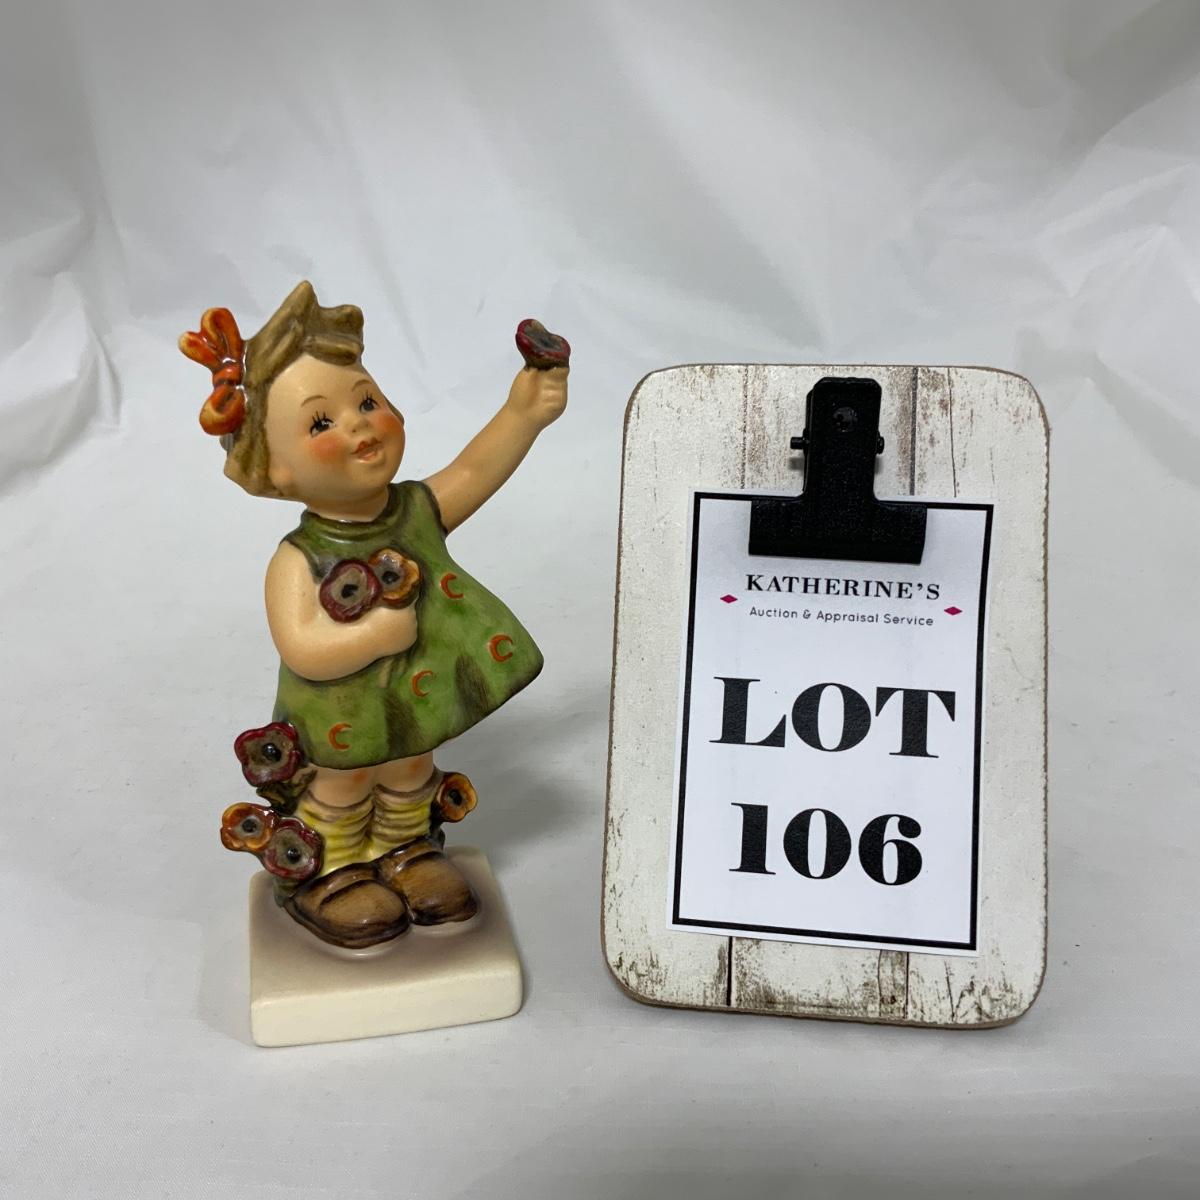 KATHERINE'S
Auction & Appraisal Service
LOT
106